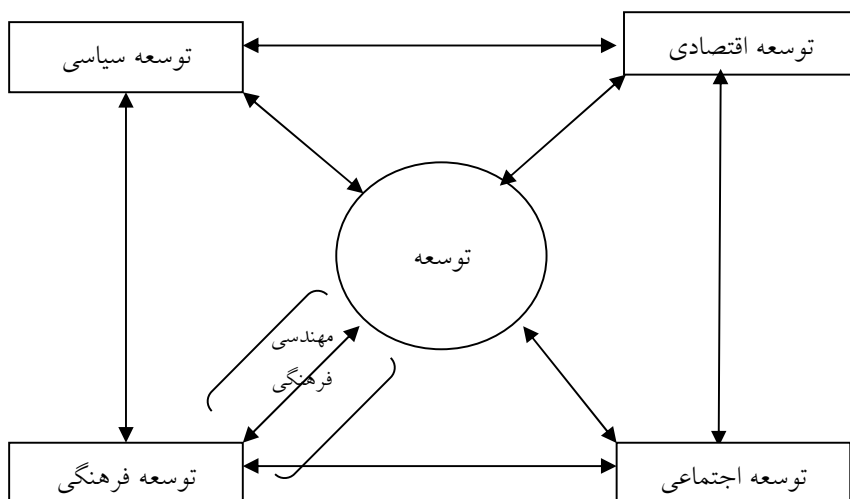 توسعه اقتصادی
توسعه سیاسی
توسعه
مهندسی
فرهنگی
توسعه اجتماعی
توسعه فرهنگی